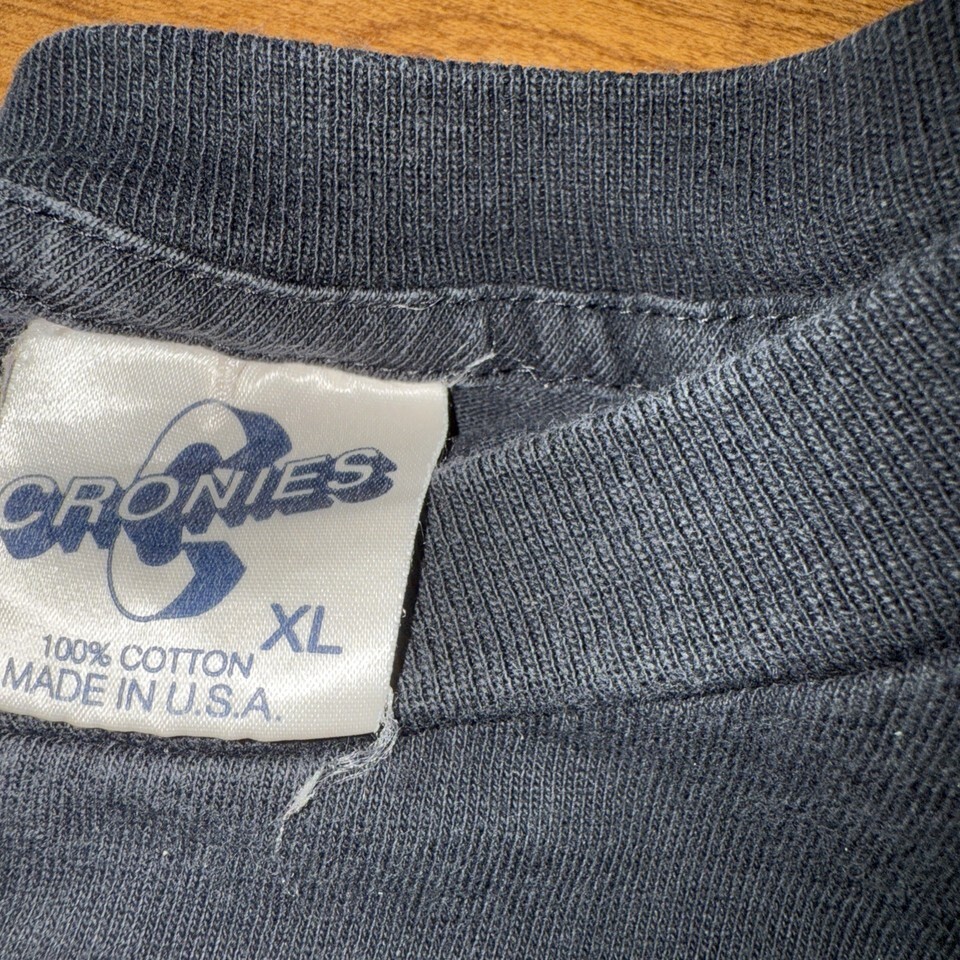 CRONIES
XL
100% COTTON
MADE IN U.S.A.